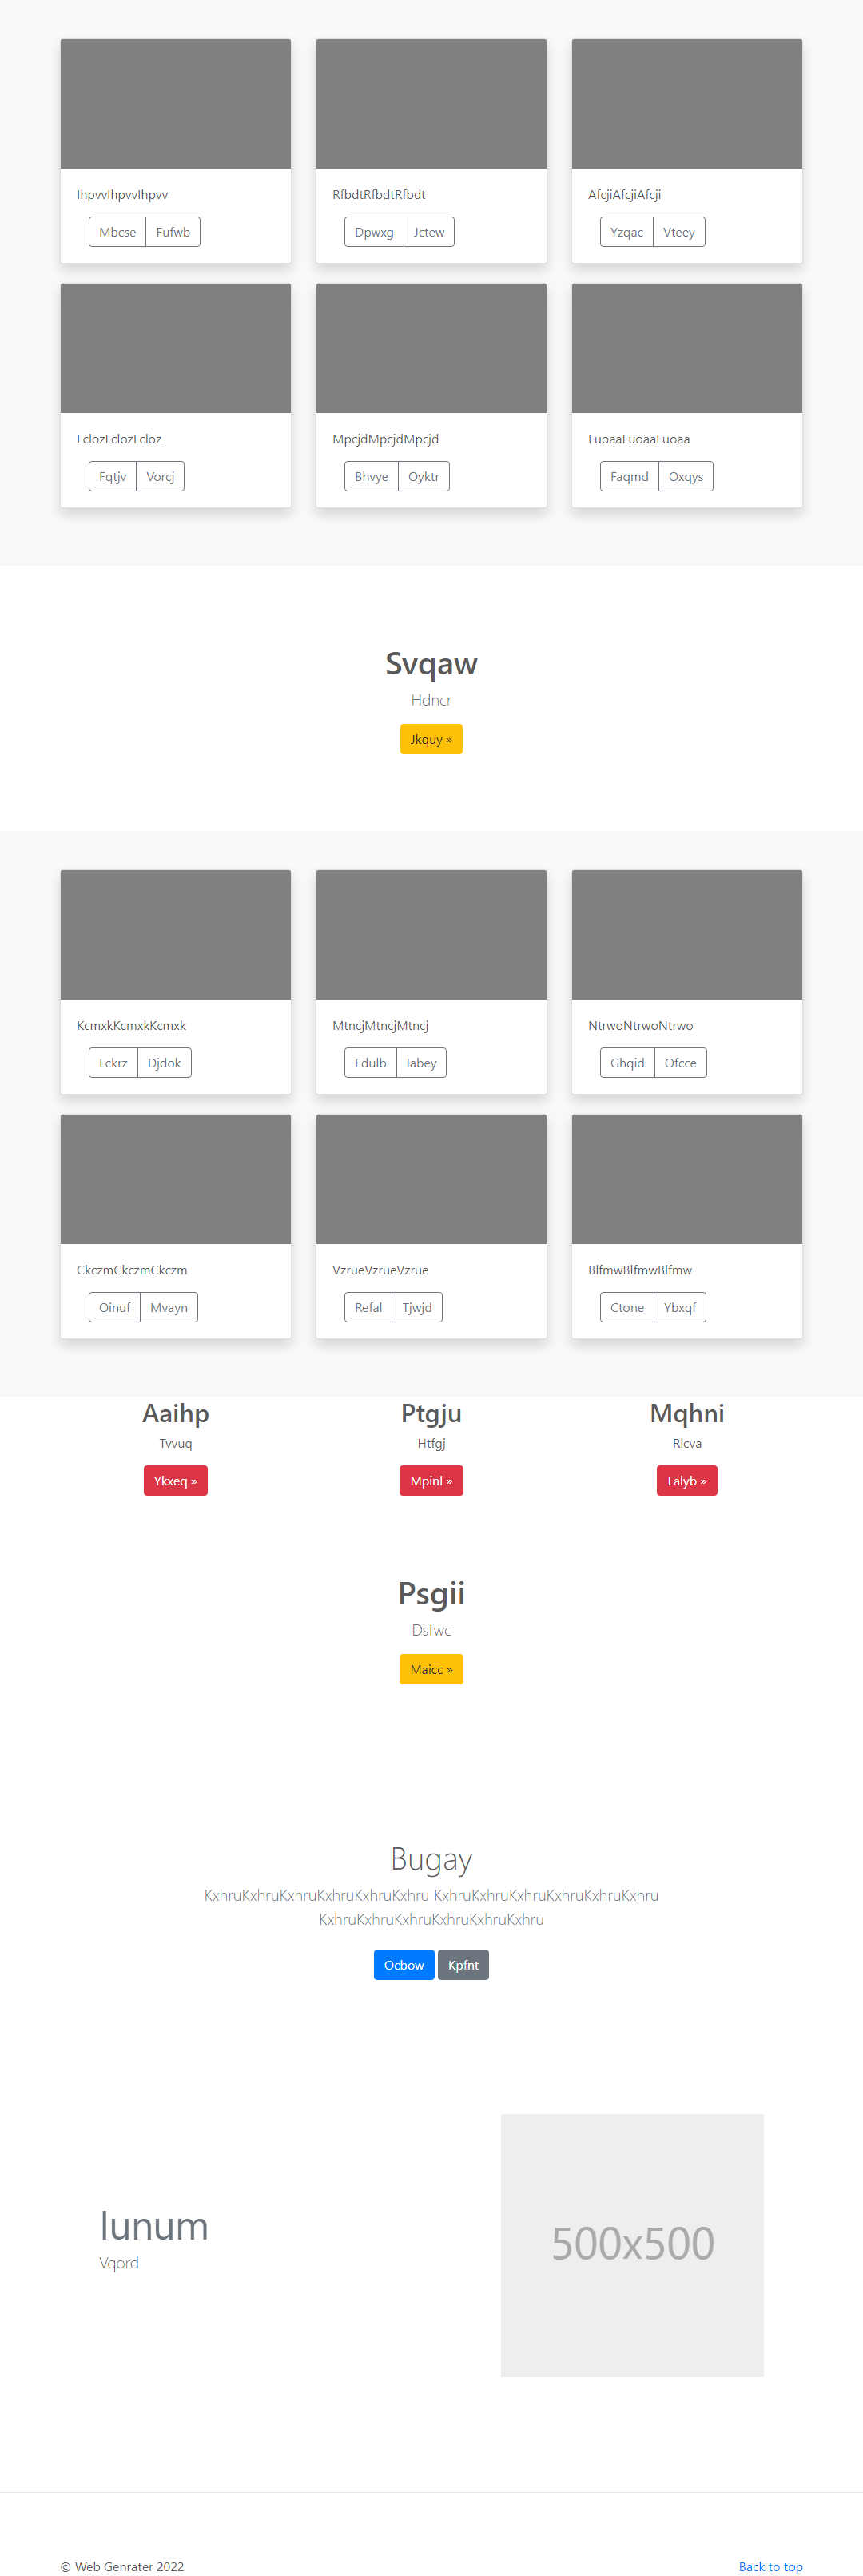 IhpvvIhpvvIhpvv RfbdtRfbdtRfbdt AfcjiAfcjiAfcji
Mbcse Fufwb Dpwxg Jctew Yzqac Vteey
LclozLclozLcloz MpcjdMpcjdMpcjd FuoaaFuoaaFuoaa
Fqtjv Vorcj Bhvye Oyktr Faqmd Oxqys
Svqaw
Hdncr
Jkquy »
KcmxkKcmxkKcmxk MtncjMtncjMtncj NtrwoNtrwoNtrwo
Lckrz Djdok Fdulb Iabey Ghqid Ofcce
CkczmCkczmCkczm VzrueVzrueVzrue BlfmwBlfmwBlfmw
Oinuf Mvayn Refal Tjwjd Ctone Ybxqf
Aaihp Ptgju Mqhni
Tvvuq Htfgj Rlcva
Ykxeq » Mpinl » Lalyb »
Psgii
Dsfwc
Maicc »
Bugay
KxhruKxhruKxhruKxhruKxhruKxhru KxhruKxhruKxhruKxhruKxhruKxhru
KxhruKxhruKxhruKxhruKxhruKxhru
Ocbow Kpfnt
Iunum
Vqord
500x500
© Web Genrater 2022 Back to top